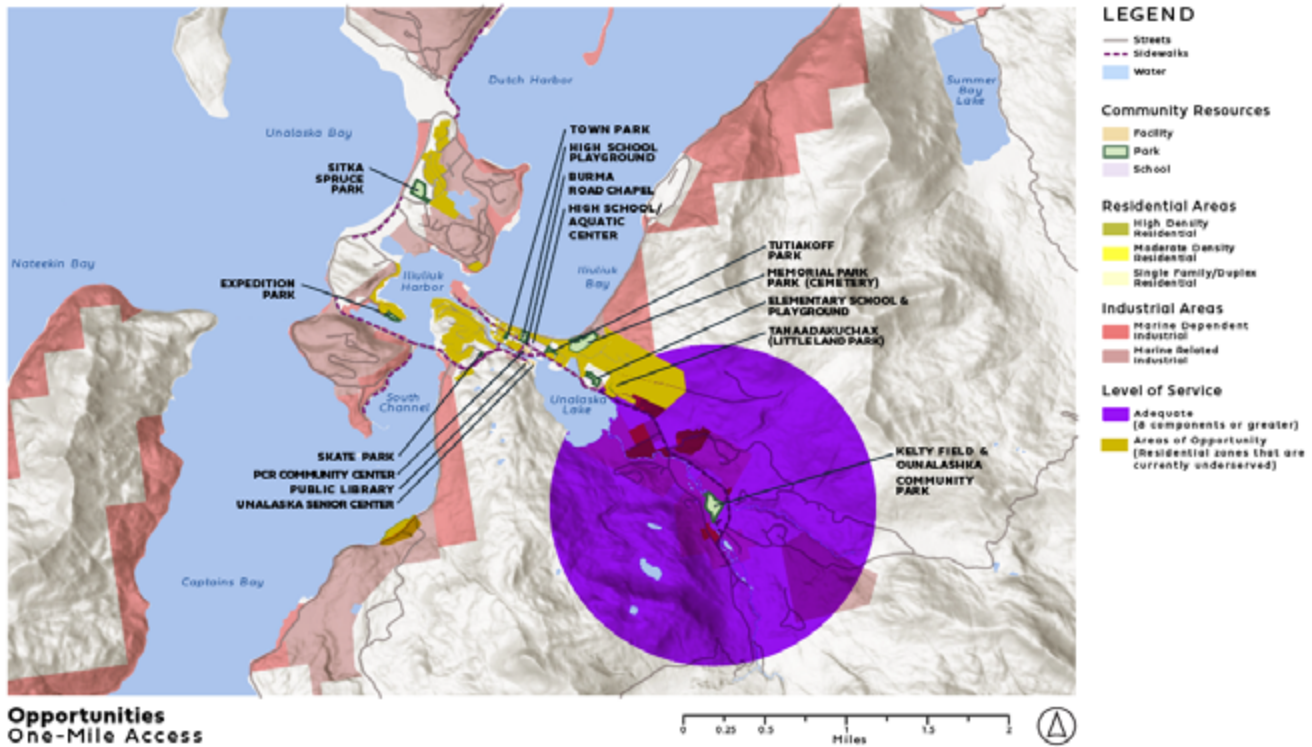 LEGEND
Streets
Sidewalks
Water
Community Resources
Facility
Park
School
Residential Areas
High Density
Residential
Moderate Density
Residential
Single Family/Duplex
Residential
Industrial Areas
Marine Dependent
Industrial
Marine Related
Industrial
Level of Service
Adequate
(8 components or greater)
Areas of Opportunity
(Residential zones that are
currently underserved)
Dutch Harbor
Summer
Bay
Lake
Unalaska Bay
TOWN PARK
HIGH SCHOOL
PLAYGROUND
BURMA
ROAD CHAPEL
HIGH SCHOOL/
AQUATIC
CENTER
SITKA
SPRUCE
PARK
Nateekin Bay
EXPEDITION
PARK
Iliuliuk
Harbor
Iliuliuk
Bay
TUTIAKOFF
PARK
MEMORIAL PARK
PARK (CEMETERY)
ELEMENTARY SCHOOL &
PLAYGROUND
TANAADAKUCHAX
(LITTLE LAND PARK)
South
Channel
Unalaska
Lake
SKATE PARK
PCR COMMUNITY CENTER
PUBLIC LIBRARY
UNALASKA SENIOR CENTER
KELTY FIELD &
OUNALASHKA
COMMUNITY
PARK
Captains Bay
Opportunities
One-Mile Access
0 0.25 0.5 1 1.5 2
Miles